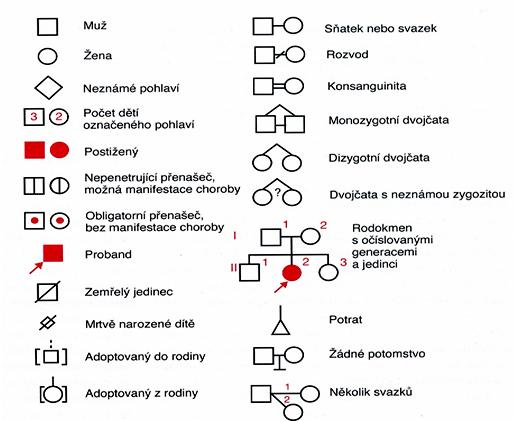 Muž
Žena
Neznámé pohlaví
3 2 Počet dětí
označeného pohlaví
Postižený
Nepenetrující přenašeč,
možná manifestace choroby
Obligatorní přenašeč,
bez manifestace choroby
Proband
Zemřelý jedinec
Mrtvě narozené dítě
Adoptovaný do rodiny
Adoptovaný z rodiny
Sňatek nebo svazek
Rozvod
Konsanguinita
Monozygotní dvojčata
Dizygotní dvojčata
? Dvojčata s neznámou zygozitou
I 1 2
II 1 2 3
Rodokmen
s očíslovanými
generacemi
a jedinci
Potrat
Žádné potomstvo
1 Několik svazků
2